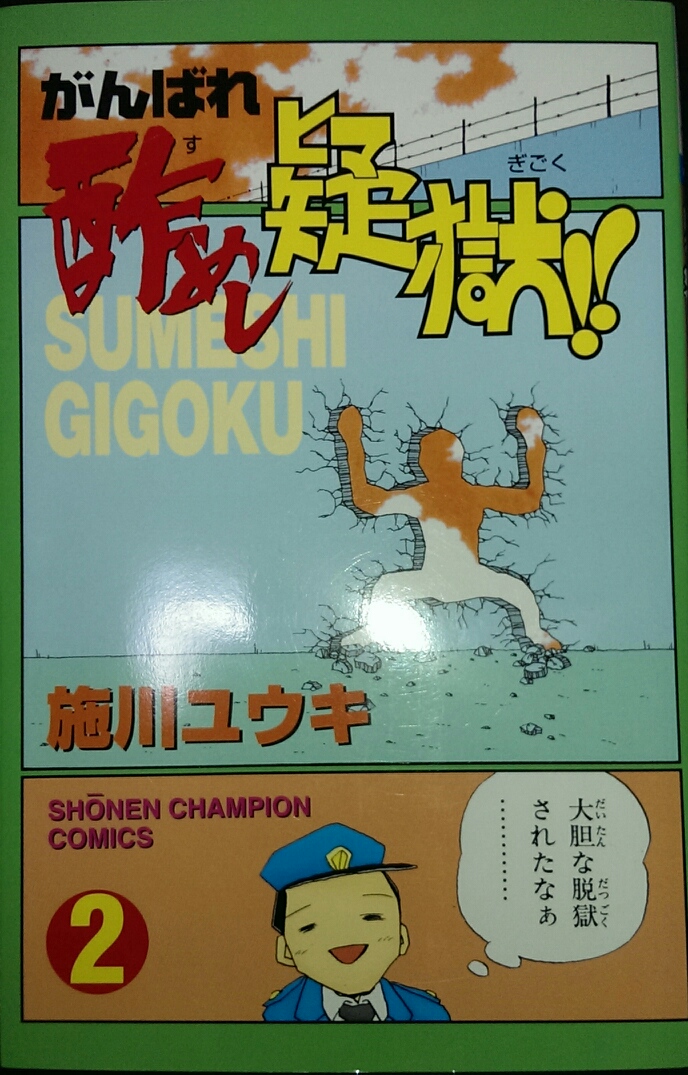 がんばれ
酢めし
す
疑獄!!
ぎごく
SUMESHI
GIGOKU
施川ユウキ
SHŌNEN CHAMPION
COMICS
2
大胆な脱獄
だいたん
だつごく
されたなぁ
…………